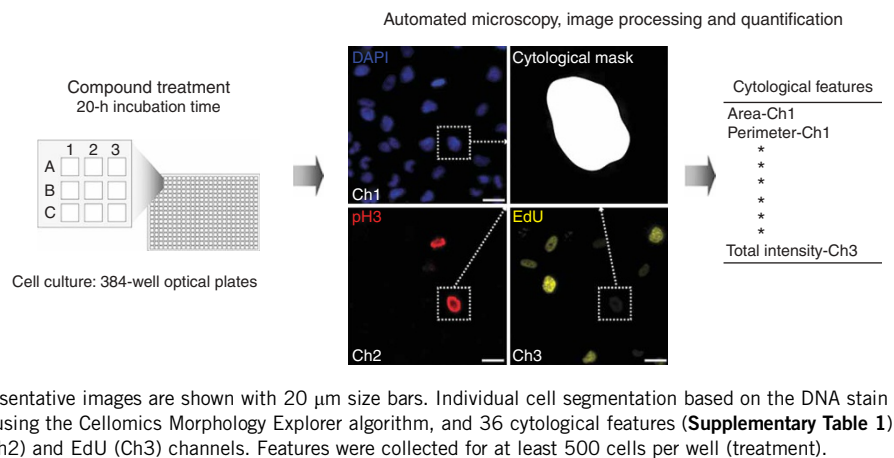 Automated microscopy, image processing and quantification
Compound treatment
20-h incubation time
1 2 3
A
B
C
Cell culture: 384-well optical plates
DAPI
Cytological mask
Ch1
pH3
EdU
Ch2
Ch3
Cytological features
Area-Ch1
Perimeter-Ch1
*
*
*
*
*
*
Total intensity-Ch3
esentative images are shown with 20 μm size bars. Individual cell segmentation based on the DNA stain
using the Cellomics Morphology Explorer algorithm, and 36 cytological features (Supplementary Table 1)
h2) and EdU (Ch3) channels. Features were collected for at least 500 cells per well (treatment).